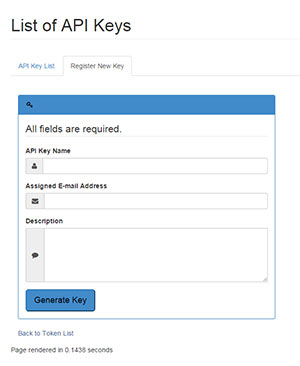 List of API Keys
API Key List Register New Key
All fields are required.
API Key Name
Assigned E-mail Address
Description
Generate Key
Back to Token List
Page rendered in 0.1438 seconds